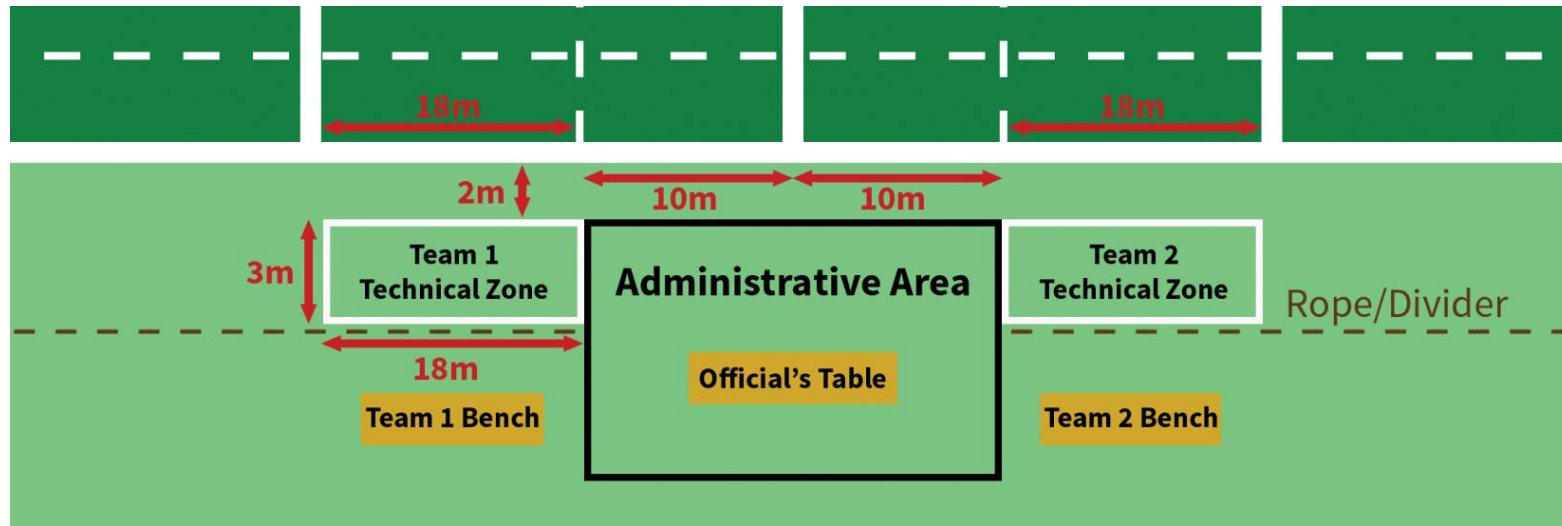 18m
18m
2m
10m
10m
3m
Team 1
Technical Zone
Administrative Area
Team 2
Technical Zone
Rope/Divider
18m
Official's Table
Team 1 Bench
Team 2 Bench